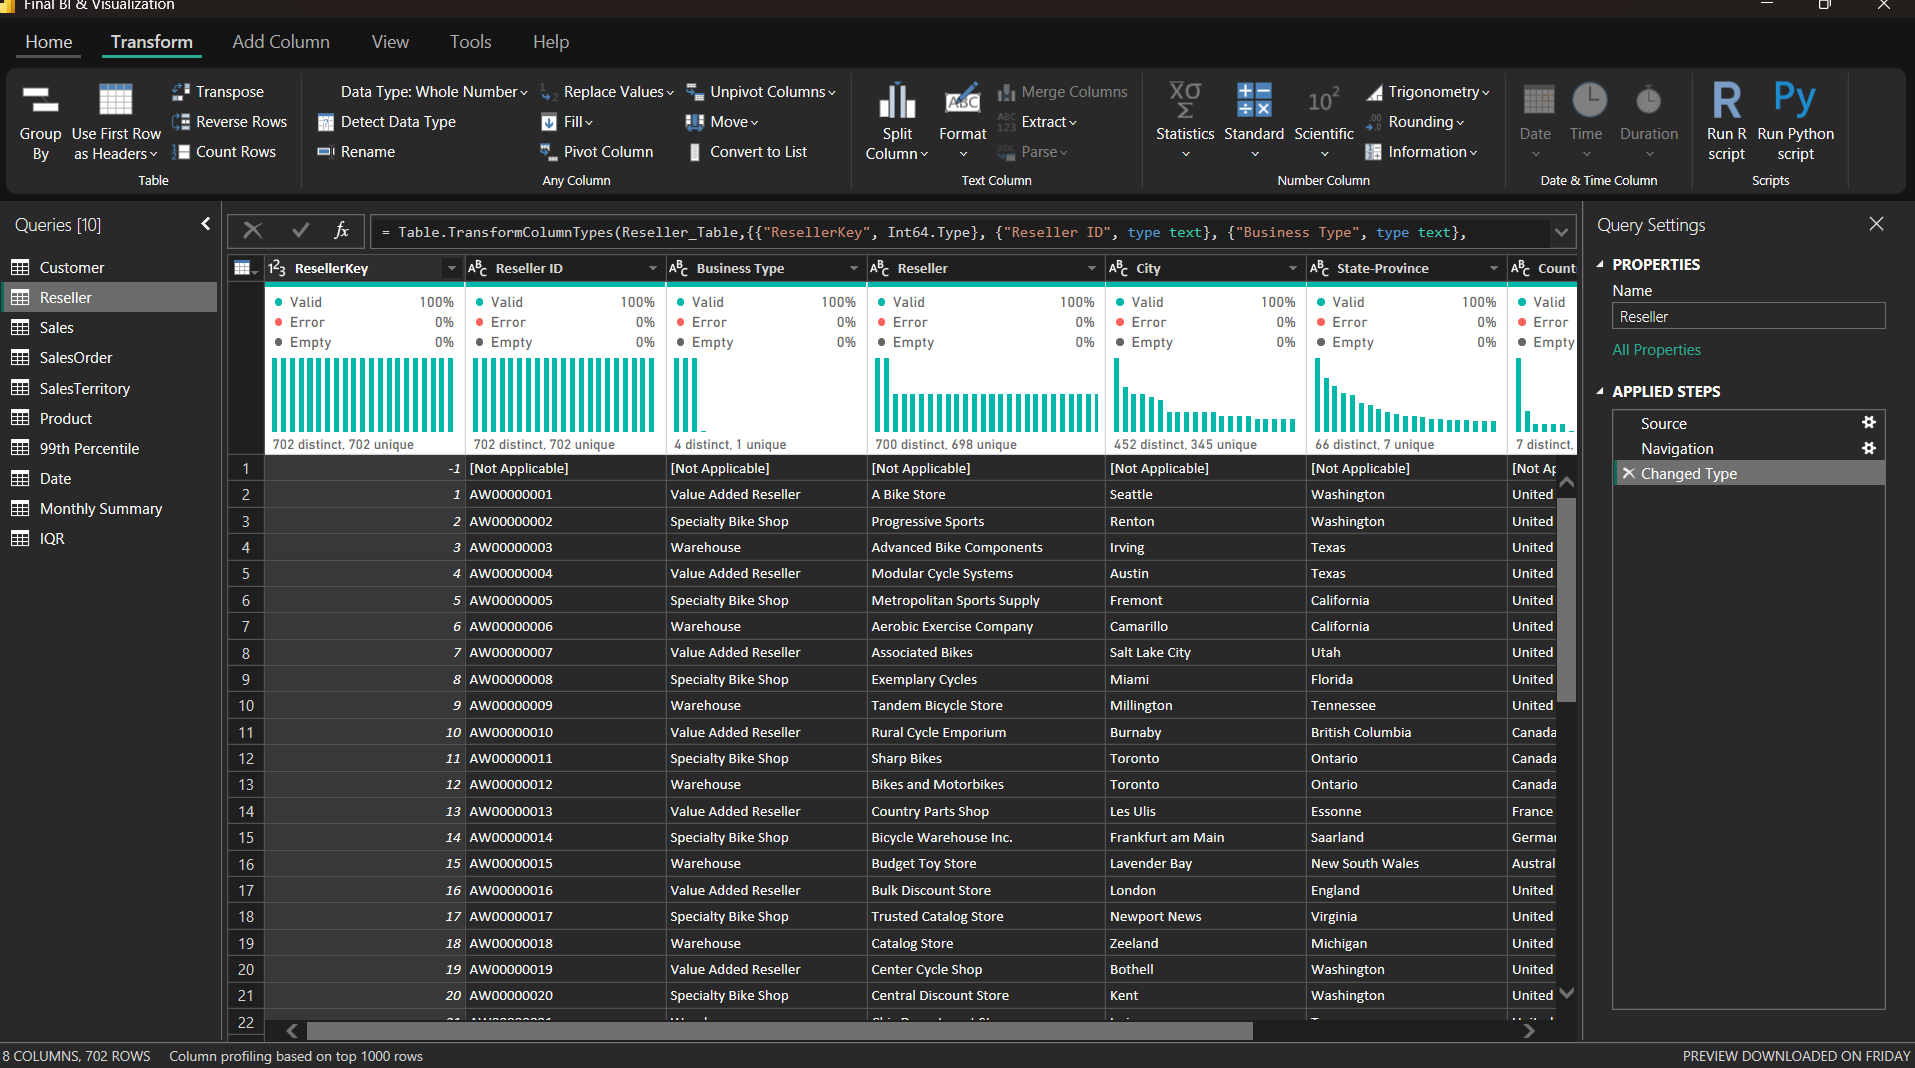 Final BI & Visualization
Home Transform Add Column View Tools Help
Group By
Use First Row as Headers
Transpose
Reverse Rows
Count Rows
Table
Data Type: Whole Number
Detect Data Type
Rename
Replace Values
Fill
Pivot Column
Unpivot Columns
Move
Convert to List
Any Column
Split Column
Format
Merge Columns
Extract
Parse
Text Column
Statistics
Standard
Scientific
Trigonometry
Rounding
Information
Number Column
Date
Time
Duration
Date & Time Column
Run R script
Run Python script
Scripts
Queries [10]
Customer
Reseller
Sales
SalesOrder
SalesTerritory
Product
99th Percentile
Date
Monthly Summary
IQR
= Table.TransformColumnTypes(Reseller_Table,{{"ResellerKey", Int64.Type}, {"Reseller ID", type text}, {"Business Type", type text},
ResellerKey Reseller ID Business Type Reseller City State-Province Count
Valid 100% Valid 100% Valid 100% Valid 100% Valid 100% Valid 100% Valid
Error 0% Error 0% Error 0% Error 0% Error 0% Error 0% Error
Empty 0% Empty 0% Empty 0% Empty 0% Empty 0% Empty 0% Empty
702 distinct, 702 unique 702 distinct, 702 unique 4 distinct, 1 unique 700 distinct, 698 unique 452 distinct, 345 unique 66 distinct, 7 unique 7 distinct,
1 -1 [Not Applicable] [Not Applicable] [Not Applicable] [Not Applicable] [Not Applicable] [Not Ap
2 1 AW00000001 Value Added Reseller A Bike Store Seattle Washington United
3 2 AW00000002 Specialty Bike Shop Progressive Sports Renton Washington United
4 3 AW00000003 Warehouse Advanced Bike Components Irving Texas United
5 4 AW00000004 Value Added Reseller Modular Cycle Systems Austin Texas United
6 5 AW00000005 Specialty Bike Shop Metropolitan Sports Supply Fremont California United
7 6 AW00000006 Warehouse Aerobic Exercise Company Camarillo California United
8 7 AW00000007 Value Added Reseller Associated Bikes Salt Lake City Utah United
9 8 AW00000008 Specialty Bike Shop Exemplary Cycles Miami Florida United
10 9 AW00000009 Warehouse Tandem Bicycle Store Millington Tennessee United
11 10 AW00000010 Value Added Reseller Rural Cycle Emporium Burnaby British Columbia Canada
12 11 AW00000011 Specialty Bike Shop Sharp Bikes Toronto Ontario Canada
13 12 AW00000012 Warehouse Bikes and Motorbikes Toronto Ontario Canada
14 13 AW00000013 Value Added Reseller Country Parts Shop Les Ulis Essonne France
15 14 AW00000014 Specialty Bike Shop Bicycle Warehouse Inc. Frankfurt am Main Saarland German
16 15 AW00000015 Warehouse Budget Toy Store Lavender Bay New South Wales Austral
17 16 AW00000016 Value Added Reseller Bulk Discount Store London England United
18 17 AW00000017 Specialty Bike Shop Trusted Catalog Store Newport News Virginia United
19 18 AW00000018 Warehouse Catalog Store Zeeland Michigan United
20 19 AW00000019 Value Added Reseller Center Cycle Shop Bothell Washington United
21 20 AW00000020 Specialty Bike Shop Central Discount Store Kent Washington United
22
Query Settings
PROPERTIES
Name
Reseller
All Properties
APPLIED STEPS
Source
Navigation
Changed Type
8 COLUMNS, 702 ROWS Column profiling based on top 1000 rows PREVIEW DOWNLOADED ON FRIDAY